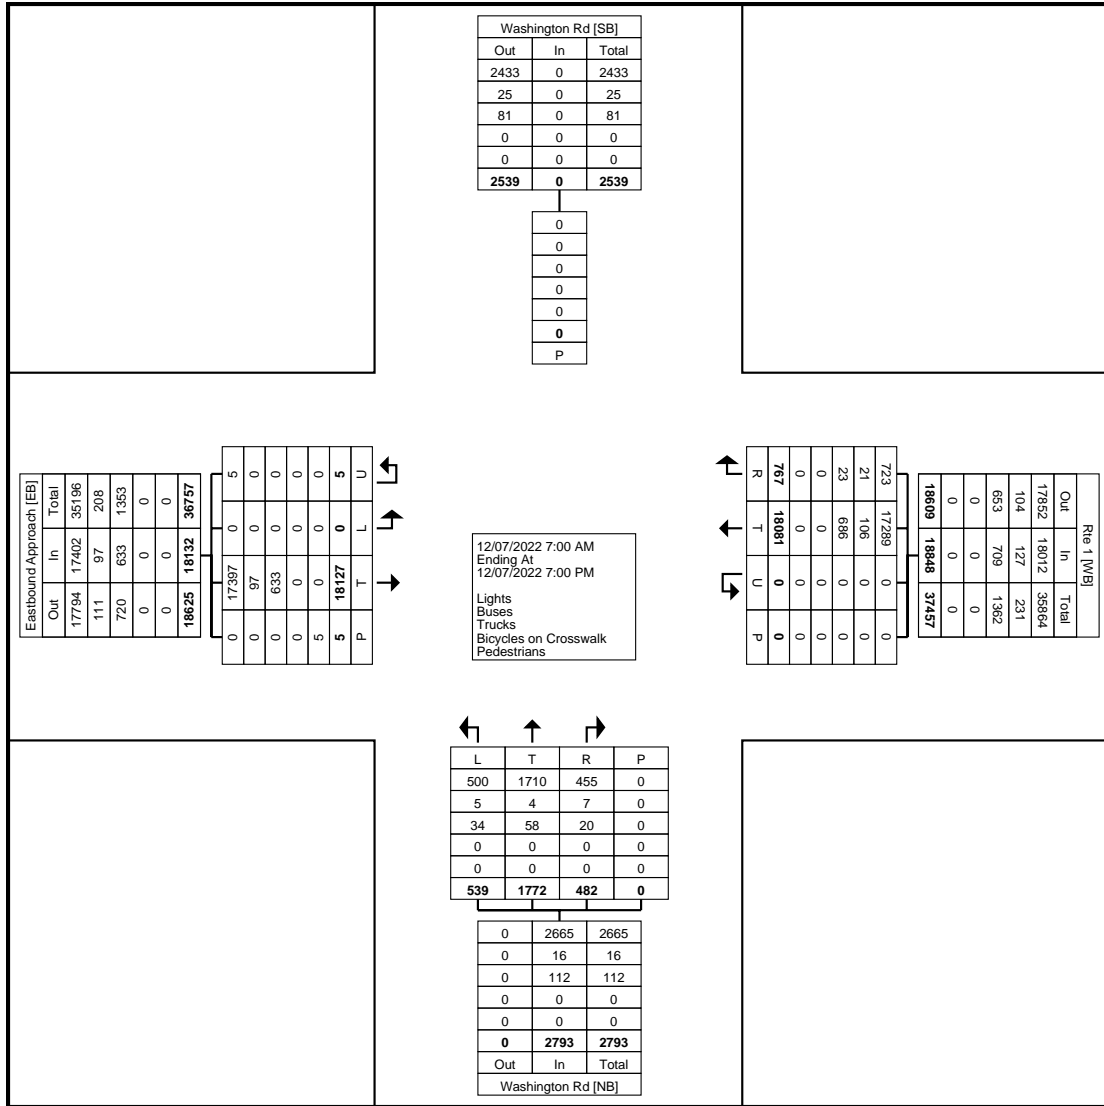 Washington Rd [SB]
Out In Total
2433 0 2433
25 0 25
81 0 81
0 0 0
0 0 0
2539 0 2539
0
0
0
0
0
0
P
Eastbound Approach [EB]
Total 35196 208 1353 0 0 36757
In 17402 97 633 0 0 18132
Out 17794 111 720 0 0 18625
5 0 0 0 0 5 U
0 0 0 0 0 0 L
17397 97 633 0 0 18127 T
0 0 0 0 5 5 P
12/07/2022 7:00 AM
Ending At
12/07/2022 7:00 PM
Lights
Buses
Trucks
Bicycles on Crosswalk
Pedestrians
R 767 0 0 23 21 723
T 18081 0 0 686 106 17289
U 0 0 0 0 0 0
P 0 0 0 0 0 0
Rte 1 [WB]
Out In Total
17852 18012 35864
104 127 231
653 709 1362
0 0 0
0 0 0
18609 18848 37457
L T R P
500 1710 455 0
5 4 7 0
34 58 20 0
0 0 0 0
0 0 0 0
539 1772 482 0
0 2665 2665
0 16 16
0 112 112
0 0 0
0 0 0
0 2793 2793
Out In Total
Washington Rd [NB]